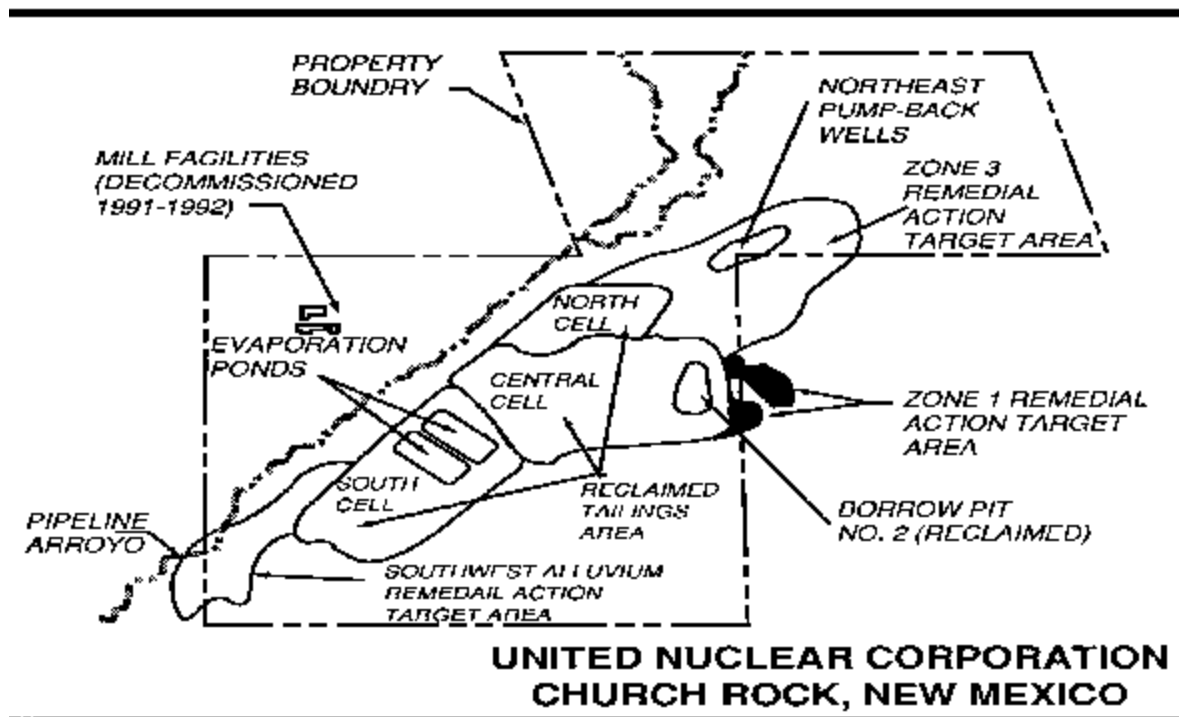 PROPERTY
BOUNDRY
NORTHEAST
PUMP-BACK
WELLS
MILL FACILITIES
(DECOMMISSIONED
1991-1992)
ZONE 3
REMEDIAL
ACTION
TARGET AREA
NORTH
CELL
EVAPORATION
PONDS
CENTRAL
CELL
ZONE 1 REMEDIAL
ACTION TARGET
AREA
SOUTH
CELL
RECLAIMED
TAILINGS
AREA
BORROW PIT
NO. 2 (RECLAIMED)
PIPELINE
ARROYO
SOUTHWEST ALLUVIUM
REMEDAIL ACTION
TARGET AREA
UNITED NUCLEAR CORPORATION
CHURCH ROCK, NEW MEXICO